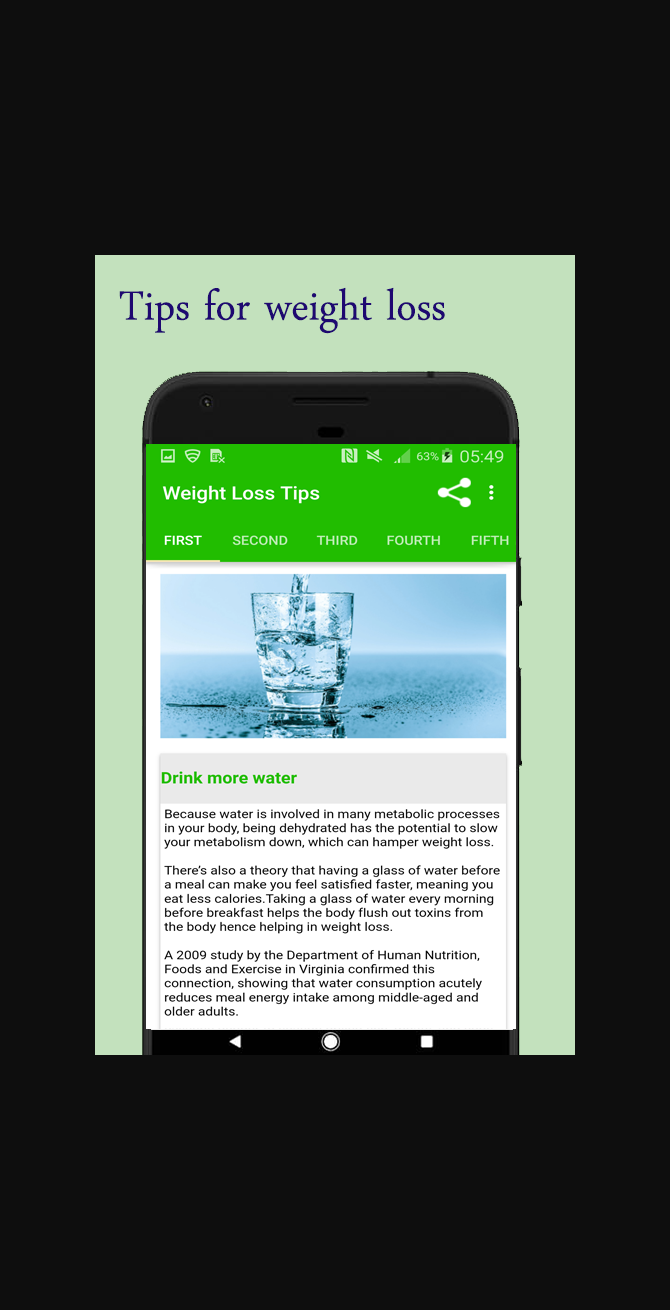 Tips for weight loss
63% 05:49
Weight Loss Tips
FIRST SECOND THIRD FOURTH FIFTH
Drink more water
Because water is involved in many metabolic processes
in your body, being dehydrated has the potential to slow
your metabolism down, which can hamper weight loss.
There’s also a theory that having a glass of water before
a meal can make you feel satisfied faster, meaning you
eat less calories.Taking a glass of water every morning
before breakfast helps the body flush out toxins from
the body hence helping in weight loss.
A 2009 study by the Department of Human Nutrition,
Foods and Exercise in Virginia confirmed this
connection, showing that water consumption acutely
reduces meal energy intake among middle-aged and
older adults.